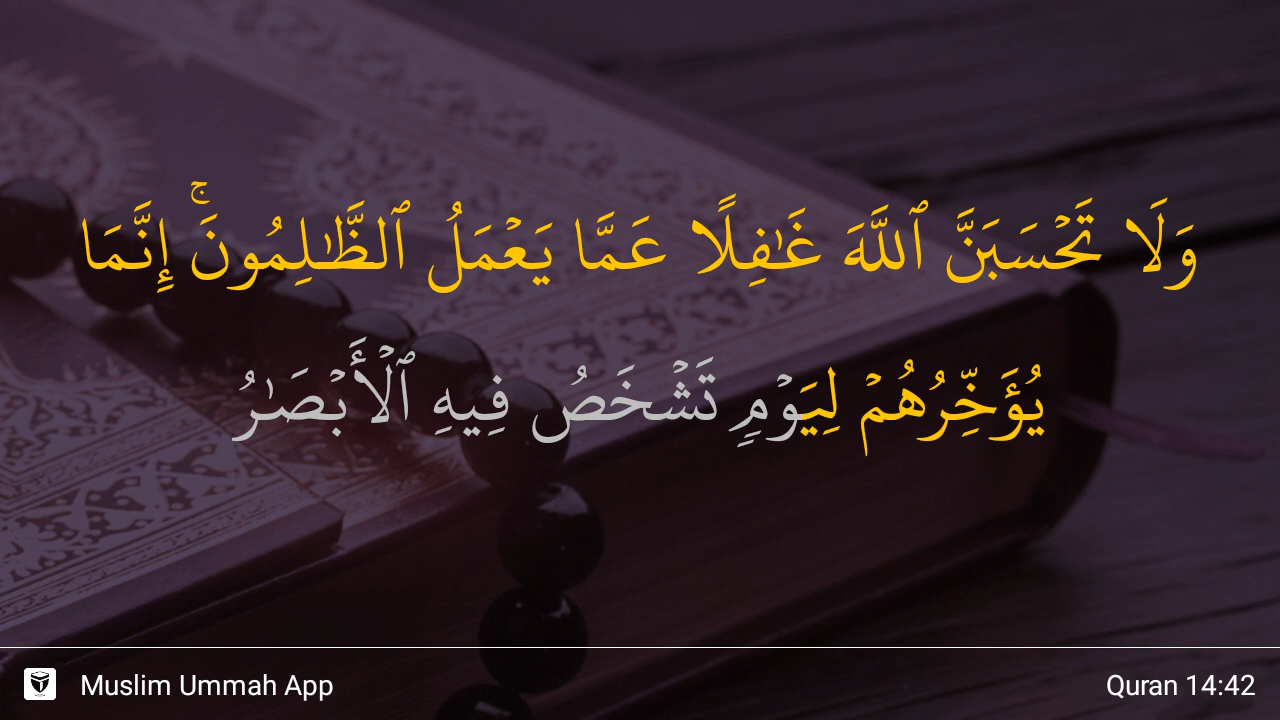 وَلَا تَحْسَبَنَّ ٱللَّهَ غَٰفِلًا عَمَّا يَعْمَلُ ٱلظَّٰلِمُونَ ۚ إِنَّمَا
يُؤَخِّرُهُمْ لِيَوْمٍ تَشْخَصُ فِيهِ ٱلْأَبْصَٰرُ
Muslim Ummah App
Quran 14:42